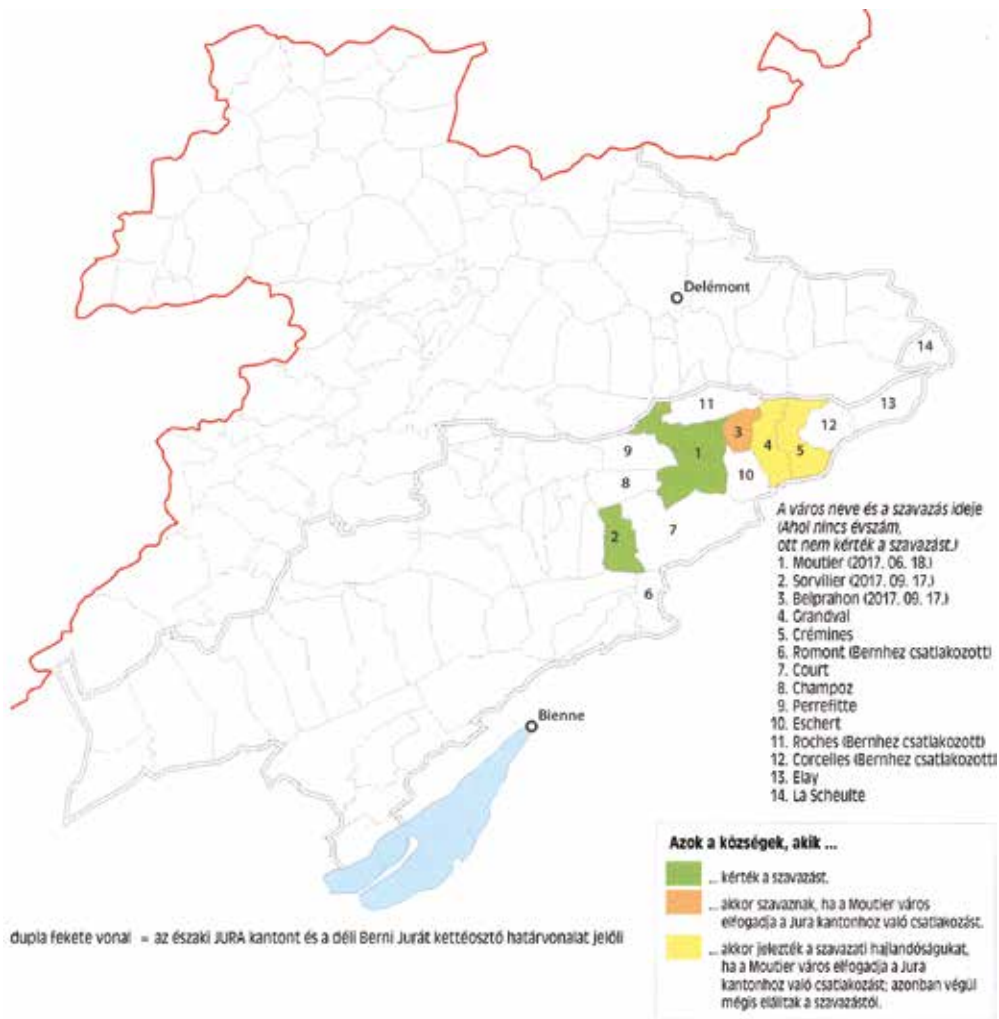 Delémont
14
13
11
12
3
4
5
9
1
10
8
2
7
6
Bienne
A város neve és a szavazás ideje
(Ahol nincs évszám,
ott nem kérték a szavazást.)
1. Moutier (2017. 06. 18.)
2. Sorvilier (2017. 09. 17.)
3. Belprahon (2017. 09. 17.)
4. Grandval
5. Crémines
6. Romont (Bernhez csatlakozott)
7. Court
8. Champoz
9. Perrefitte
10. Eschert
11. Roches (Bernhez csatlakozott)
12. Corcelles (Bernhez csatlakozott)
13. Elay
14. La Scheulte
Azok a községek, akik ...
... kérték a szavazást.
... akkor szavaznak, ha a Moutier város
elfogadja a Jura kantonhoz való csatlakozást.
... akkor jelezték a szavazati hajlandóságukat,
ha a Moutier város elfogadja a Jura
kantonhoz való csatlakozást; azonban végül
mégis elálltak a szavazástól.
dupla fekete vonal = az északi JURA kantont és a déli Berni Jurát kettéosztó határvonalat jelöli